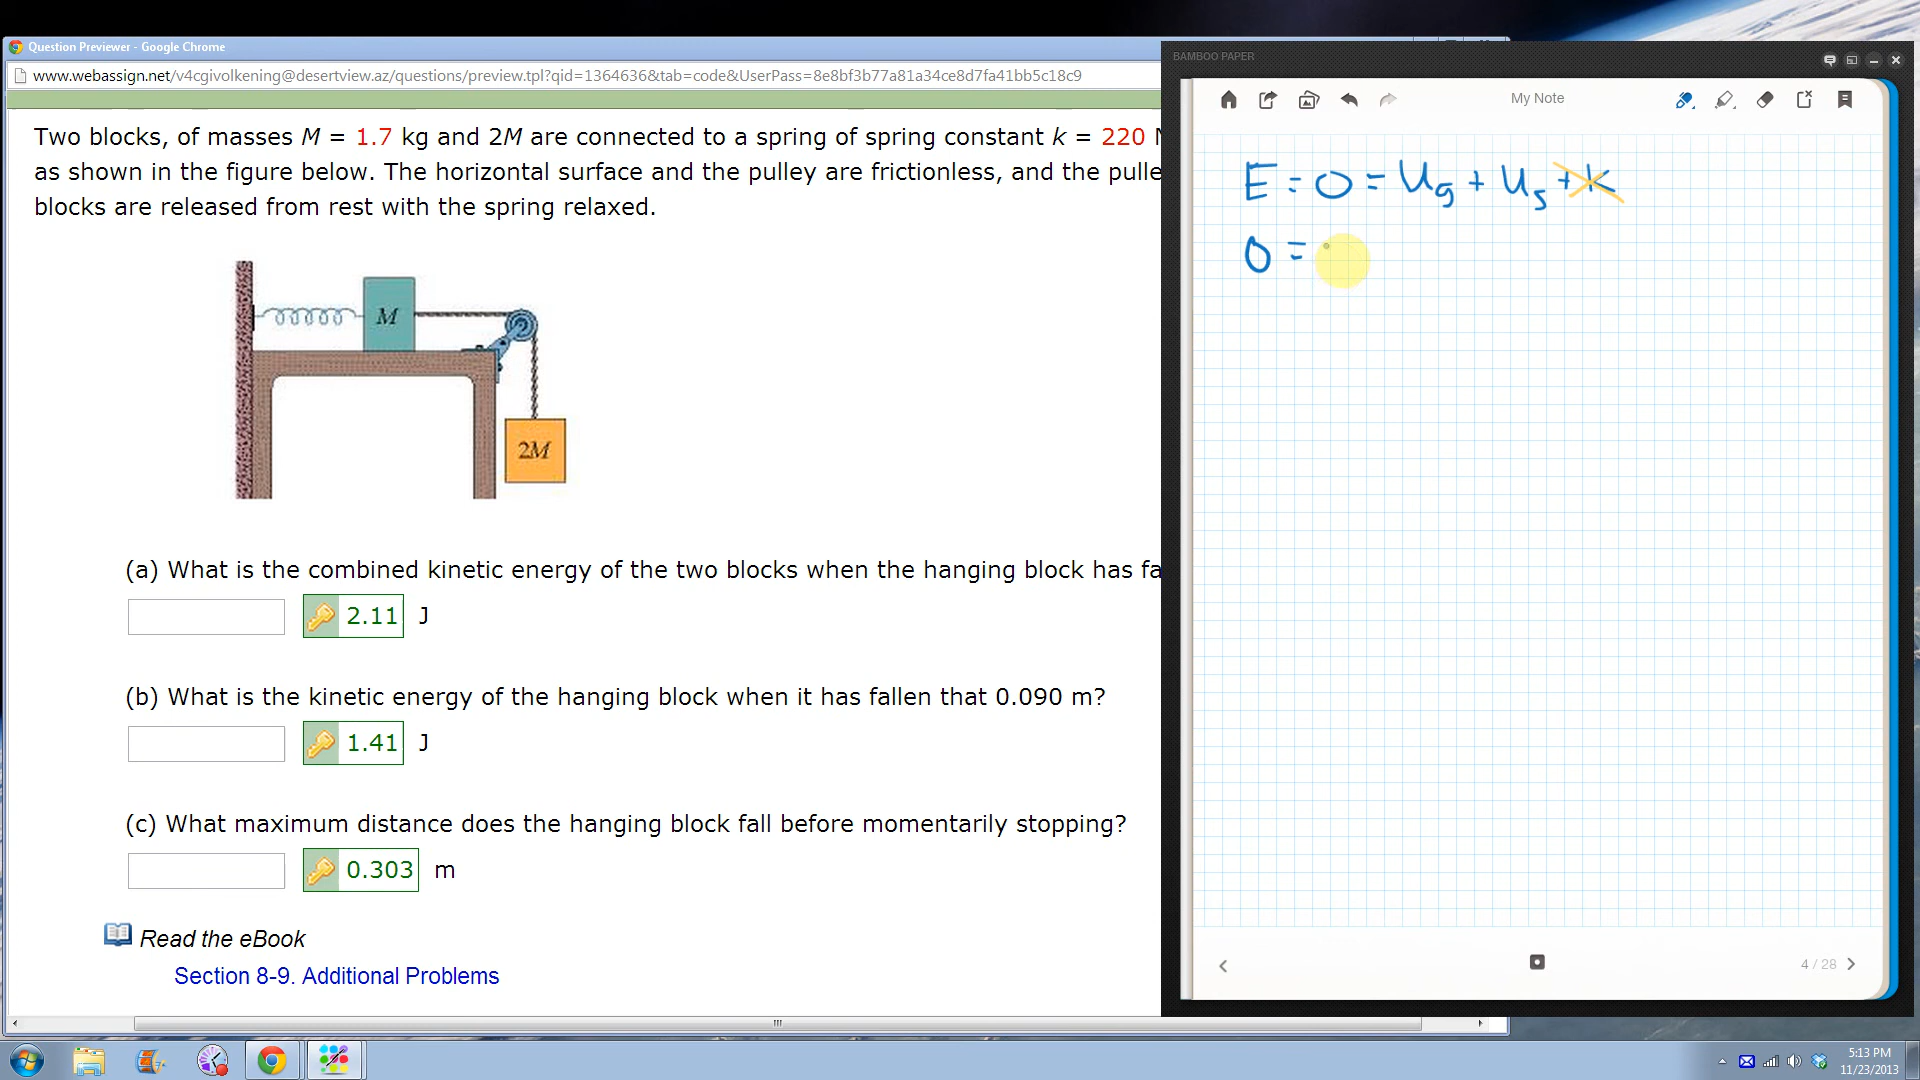 Question Previewer - Google Chrome
www.webassign.net/v4cgivolkening@desertview.az/questions/preview.tpl?qid=1364636&tab=code&UserPass=8e8bf3b77a81a34ce8d7fa41bb5c18c9
Two blocks, of masses M = 1.7 kg and 2M are connected to a spring of spring constant k = 220
as shown in the figure below. The horizontal surface and the pulley are frictionless, and the pulle
blocks are released from rest with the spring relaxed.
M
2M
(a) What is the combined kinetic energy of the two blocks when the hanging block has fa
2.11 J
(b) What is the kinetic energy of the hanging block when it has fallen that 0.090 m?
1.41 J
(c) What maximum distance does the hanging block fall before momentarily stopping?
0.303 m
Read the eBook
Section 8-9. Additional Problems
BAMBOO PAPER
My Note
E = 0 = Ug + Us + K
0 =
4 / 28
5:13 PM
11/23/2013